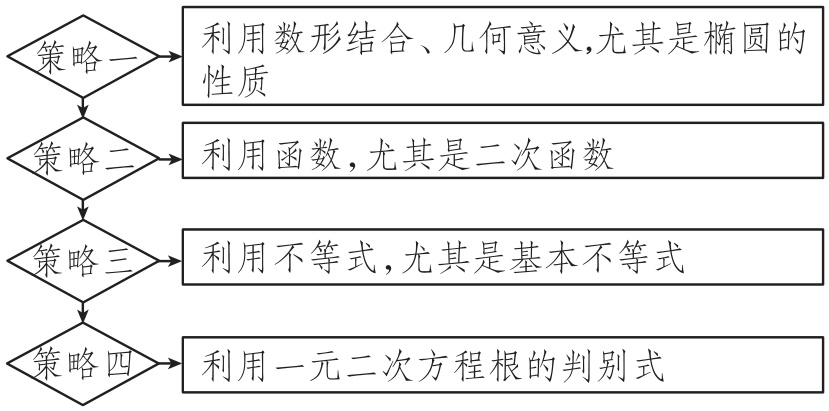 策略一
利用数形结合、几何意义,尤其是椭圆的
性质
策略二
利用函数,尤其是二次函数
策略三
利用不等式,尤其是基本不等式
策略四
利用一元二次方程根的判别式